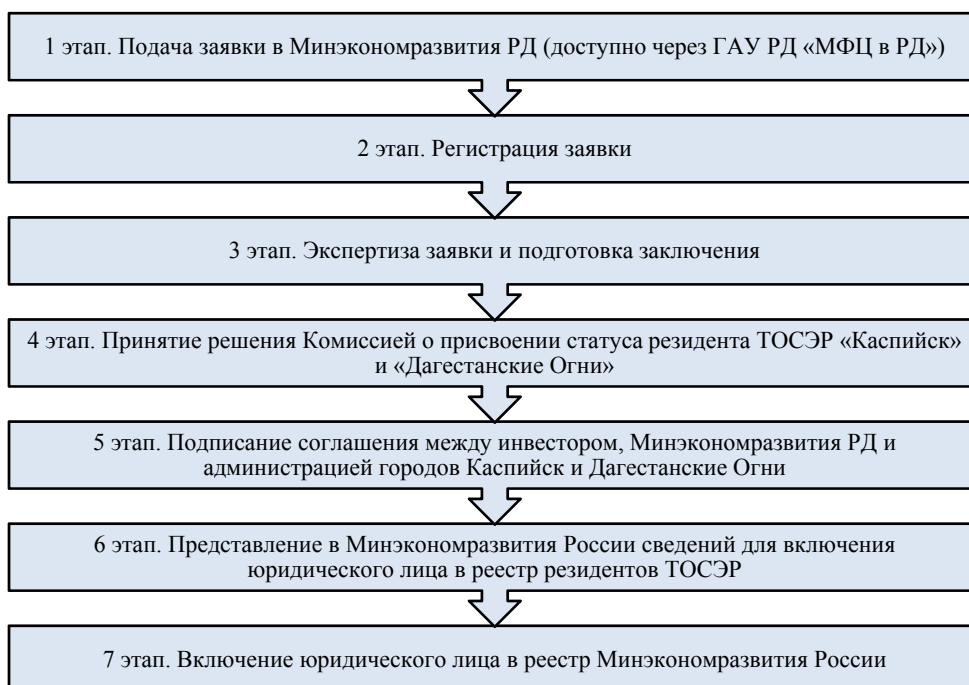 1 этап. Подача заявки в Минэкономразвития РД (доступно через ГАУ РД «МФЦ в РД»)
2 этап. Регистрация заявки
3 этап. Экспертиза заявки и подготовка заключения
4 этап. Принятие решения Комиссией о присвоении статуса резидента ТОСЭР «Каспийск»
и «Дагестанские Огни»
5 этап. Подписание соглашения между инвестором, Минэкономразвития РД и
администрацией городов Каспийск и Дагестанские Огни
6 этап. Представление в Минэкономразвития России сведений для включения
юридического лица в реестр резидентов ТОСЭР
7 этап. Включение юридического лица в реестр Минэкономразвития России